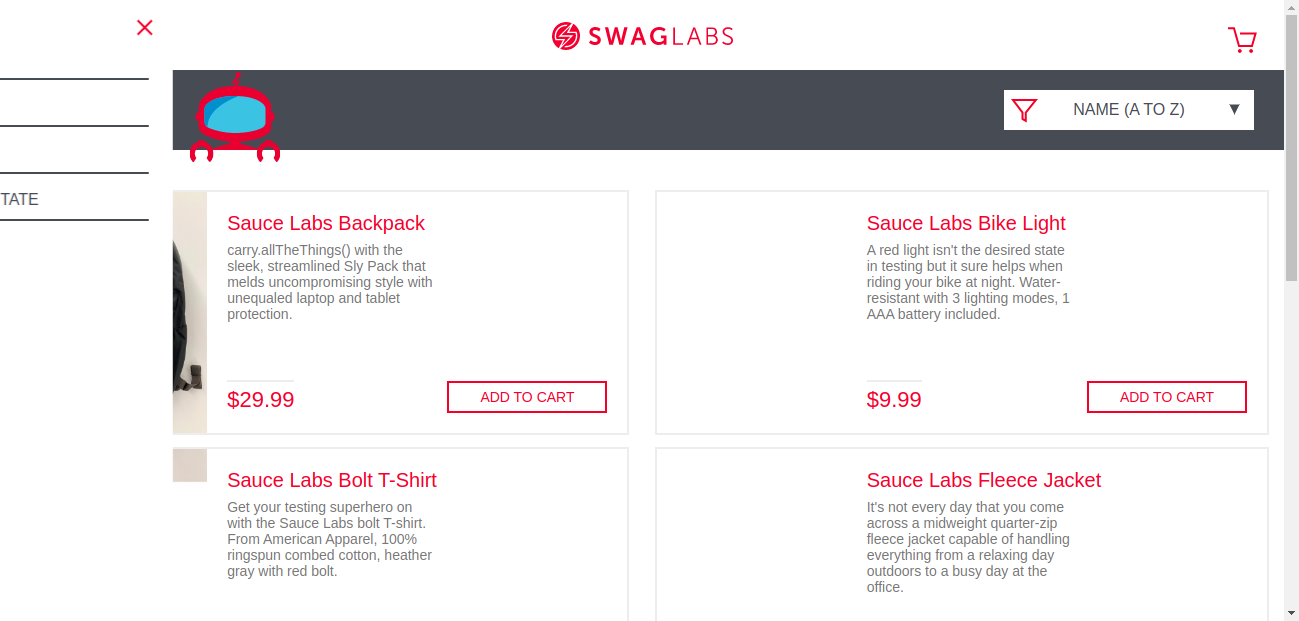 SWAGLABS
NAME (A TO Z)
TATE
Sauce Labs Backpack
carry.allTheThings() with the
sleek, streamlined Sly Pack that
melds uncompromising style with
unequaled laptop and tablet
protection.
$29.99
ADD TO CART
Sauce Labs Bike Light
A red light isn't the desired state
in testing but it sure helps when
riding your bike at night. Water-
resistant with 3 lighting modes, 1
AAA battery included.
$9.99
ADD TO CART
Sauce Labs Bolt T-Shirt
Get your testing superhero on
with the Sauce Labs bolt T-shirt.
From American Apparel, 100%
ringspun combed cotton, heather
gray with red bolt.
Sauce Labs Fleece Jacket
It's not every day that you come
across a midweight quarter-zip
fleece jacket capable of handling
everything from a relaxing day
outdoors to a busy day at the
office.